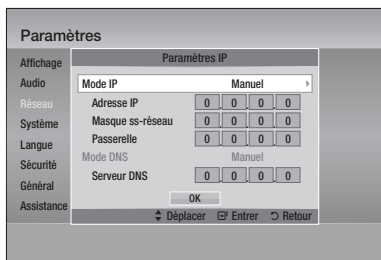 Paramètres
Affichage
Audio
Réseau
Système
Langue
Sécurité
Général
Assistance
Paramètres IP
Mode IP Manuel
Adresse IP 0 . 0 . 0 . 0
Masque ss-réseau 0 . 0 . 0 . 0
Passerelle 0 . 0 . 0 . 0
Mode DNS Manuel
Serveur DNS 0 . 0 . 0 . 0
OK
Déplacer Entrer Retour